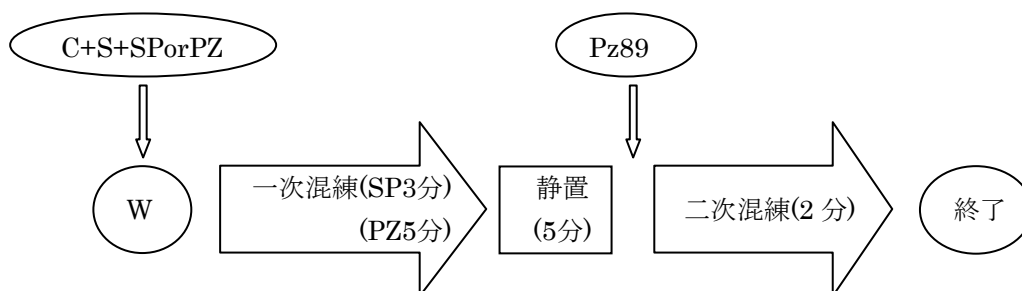 C+S+SPorPZ
Pz89
W
一次混練(SP3分)
(PZ5分)
静置
(5分)
二次混練(2 分)
終了